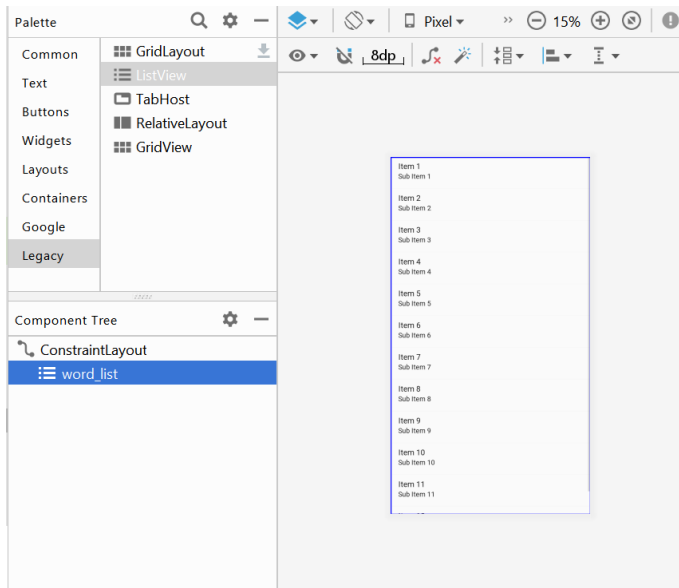 Palette
Pixel
15%
Common
Text
Buttons
Widgets
Layouts
Containers
Google
Legacy
GridLayout
ListView
TabHost
RelativeLayout
GridView
8dp
Component Tree
ConstraintLayout
word_list
Item 1
Sub Item 1
Item 2
Sub Item 2
Item 3
Sub Item 3
Item 4
Sub Item 4
Item 5
Sub Item 5
Item 6
Sub Item 6
Item 7
Sub Item 7
Item 8
Sub Item 8
Item 9
Sub Item 9
Item 10
Sub Item 10
Item 11
Sub Item 11